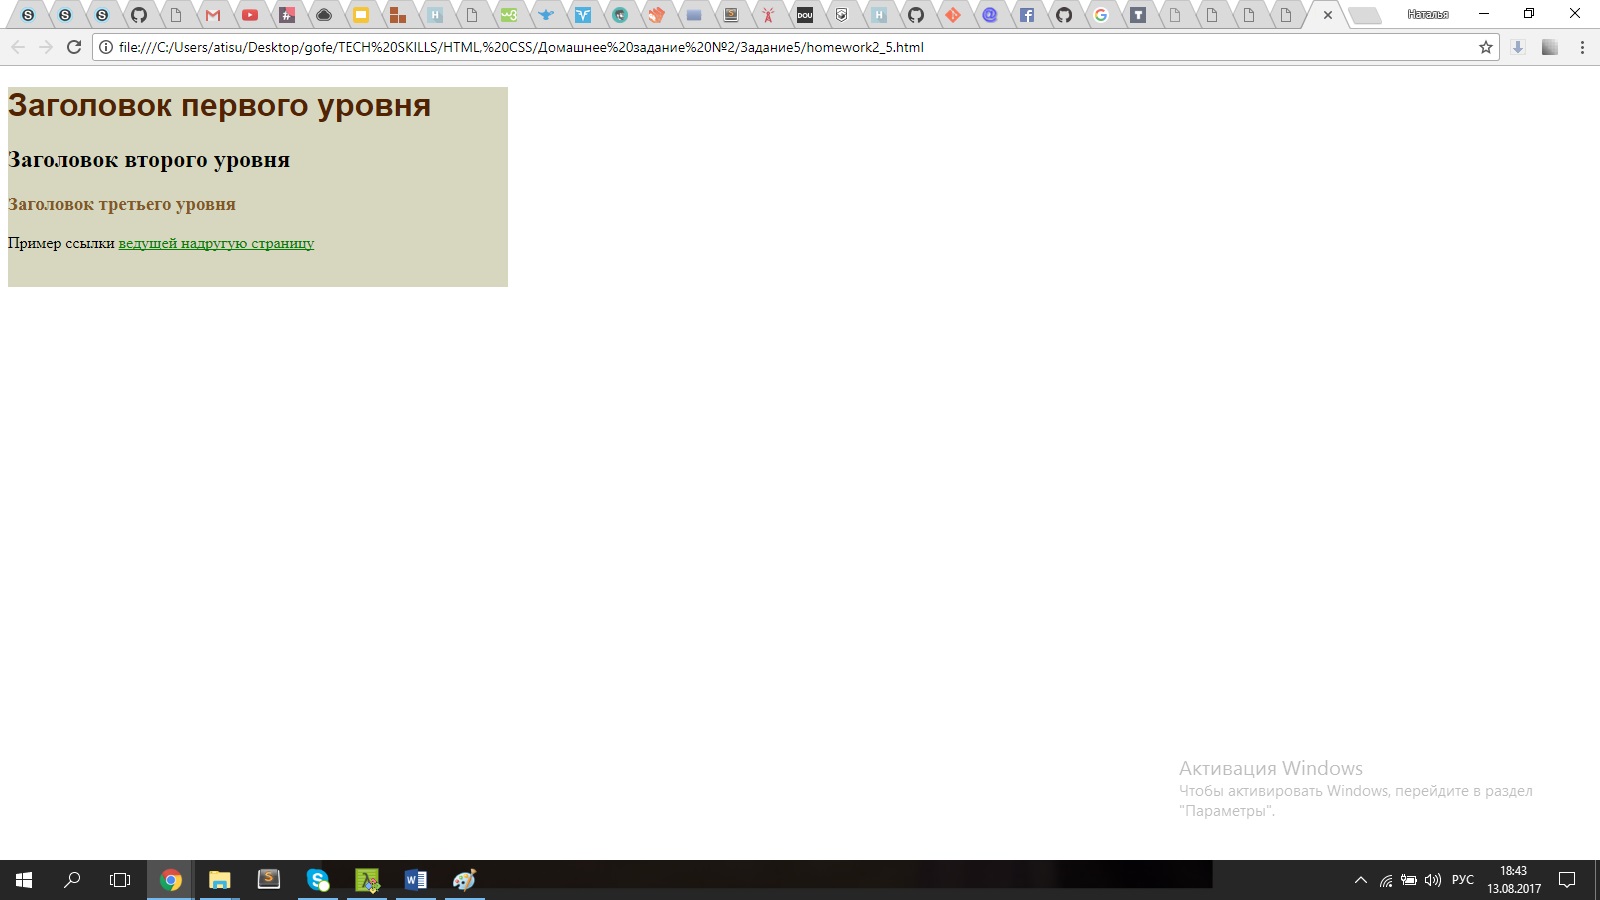 Наталья
file:///C:/Users/atisu/Desktop/gofe/TECH%20SKILLS/HTML,%20CSS/Домашнее%20задание%20№2/Задание5/homework2_5.html
Заголовок первого уровня
Заголовок второго уровня
Заголовок третьего уровня
Пример ссылки ведушей надругую страницу
Активация Windows
Чтобы активировать Windows, перейдите в раздел
"Параметры".
РУС
18:43
13.08.2017